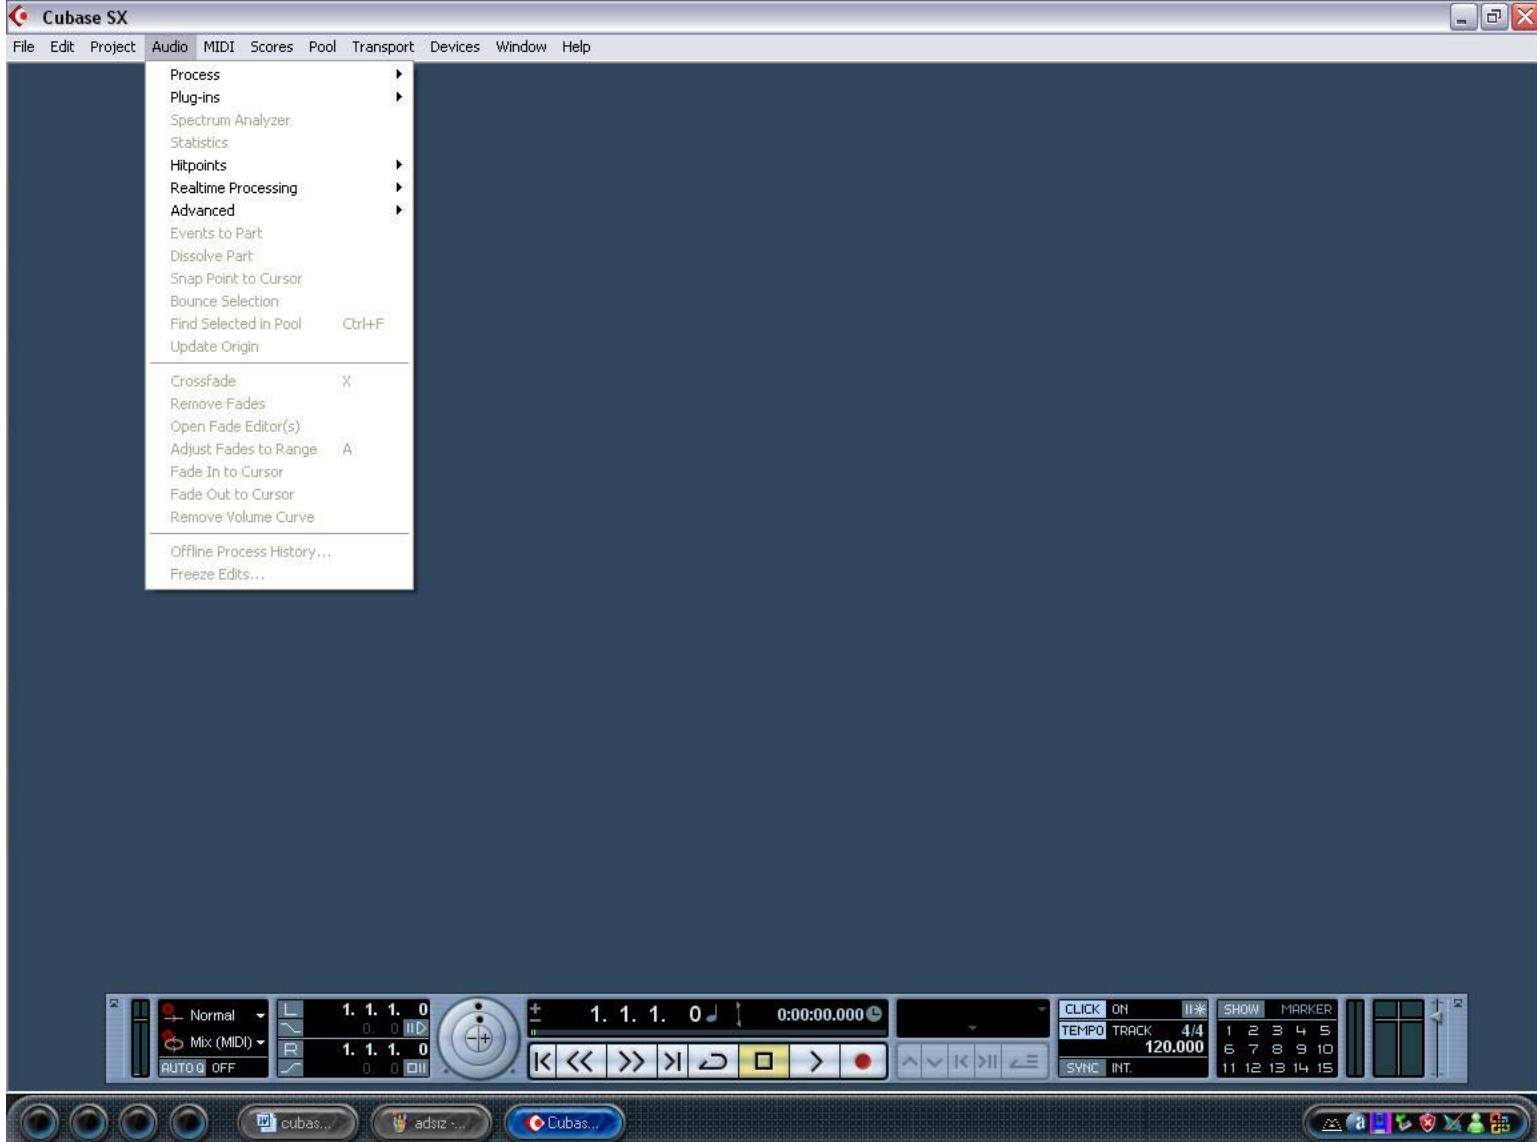 Cubase SX
File Edit Project Audio MIDI Scores Pool Transport Devices Window Help
Process
Plug-ins
Spectrum Analyzer
Statistics
Hitpoints
Realtime Processing
Advanced
Events to Part
Dissolve Part
Snap Point to Cursor
Bounce Selection
Find Selected in Pool Ctrl+F
Update Origin
Crossfade X
Remove Fades
Open Fade Editor(s)
Adjust Fades to Range A
Fade In to Cursor
Fade Out to Cursor
Remove Volume Curve
Offline Process History...
Freeze Edits...
Normal
Mix (MIDI)
AUTO Q OFF
L 1. 1. 1. 0
0. 0
R 1. 1. 1. 0
0. 0
1. 1. 1. 0 0:00:00.000
CLICK ON
TEMPO TRACK 4/4
120.000
SYNC INT.
SHOW MARKER
1 2 3 4 5
6 7 8 9 10
11 12 13 14 15
cubas... adsız -... Cubas...